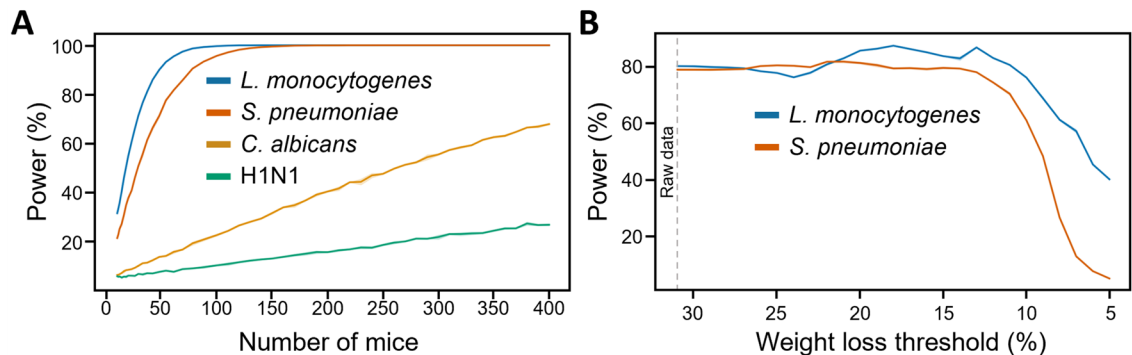 A
Power (%)
100
80
60
40
20
L. monocytogenes
S. pneumoniae
C. albicans
H1N1
0 50 100 150 200 250 300 350 400
Number of mice
B
Power (%)
80
60
40
20
Raw data
L. monocytogenes
S. pneumoniae
30 25 20 15 10 5
Weight loss threshold (%)